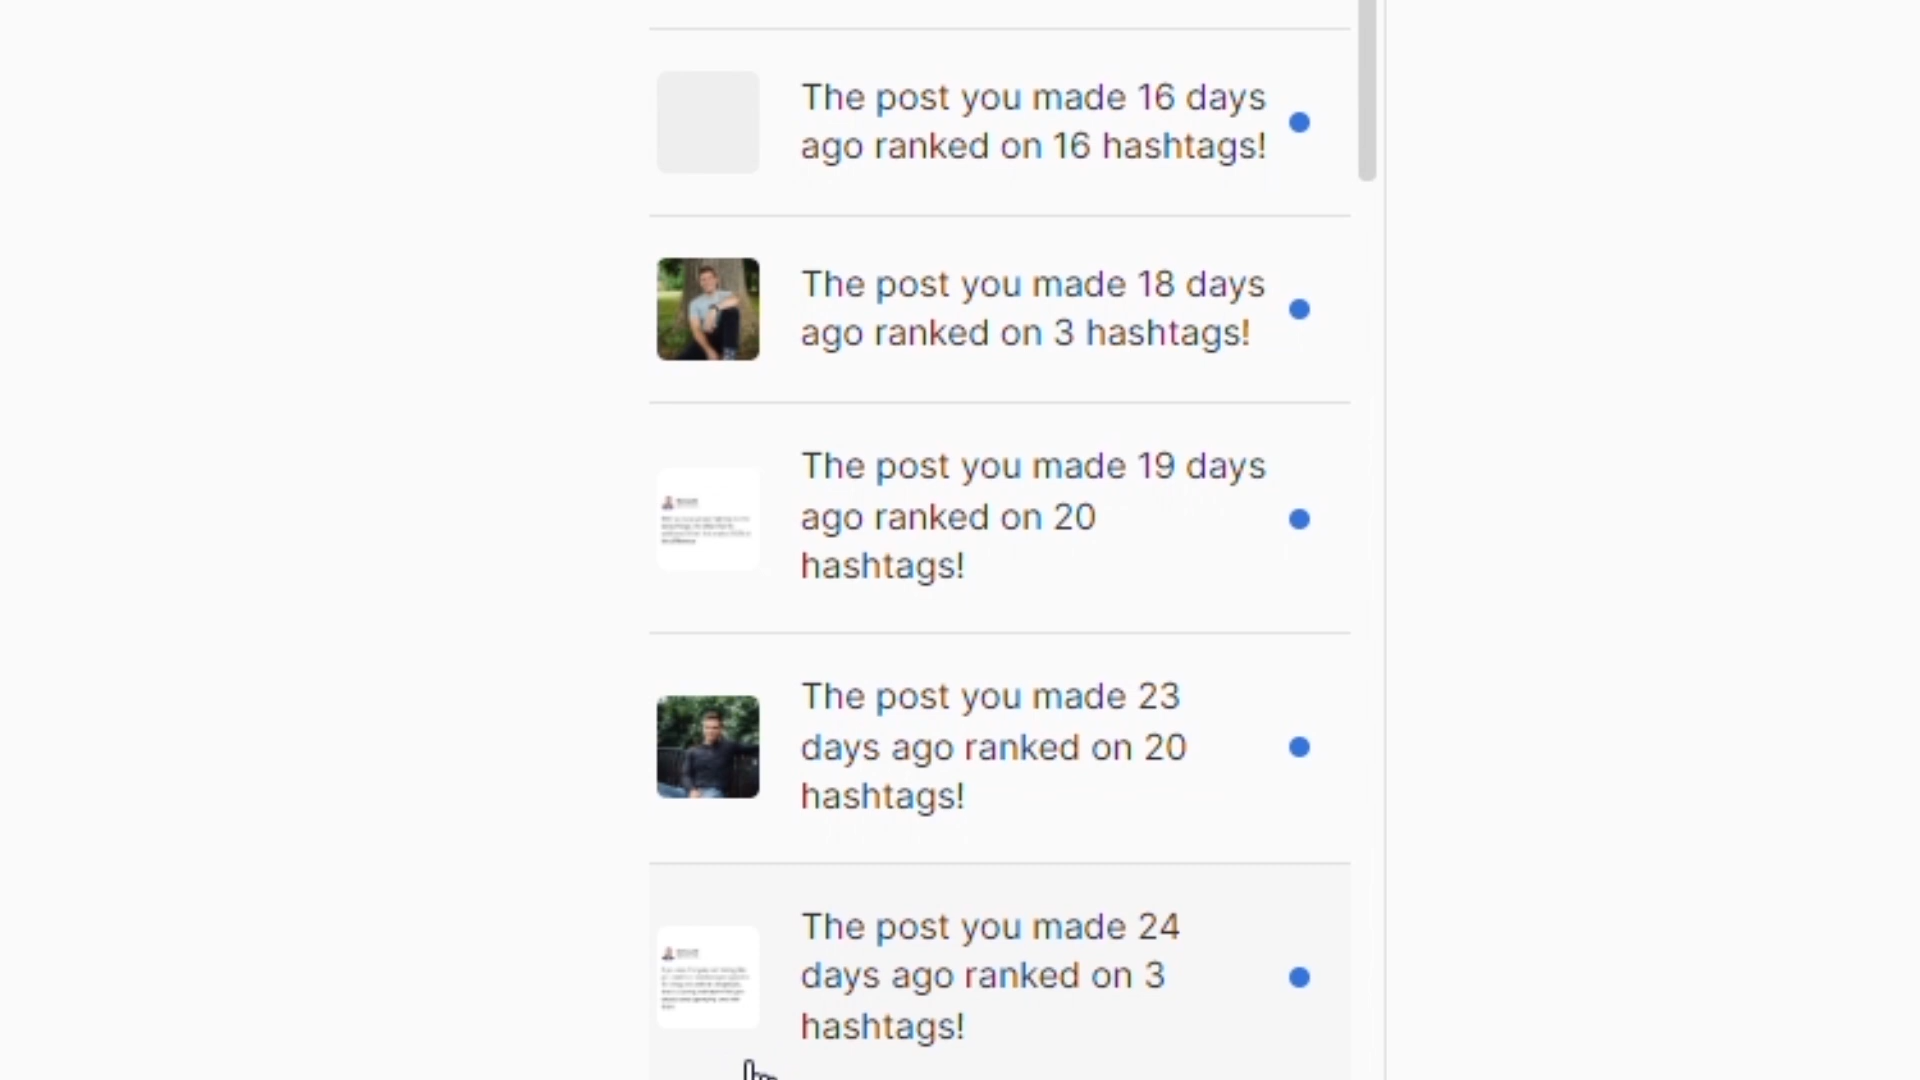 The post you made 16 days
ago ranked on 16 hashtags!
The post you made 18 days
ago ranked on 3 hashtags!
The post you made 19 days
ago ranked on 20
hashtags!
The post you made 23
days ago ranked on 20
hashtags!
The post you made 24
days ago ranked on 3
hashtags!